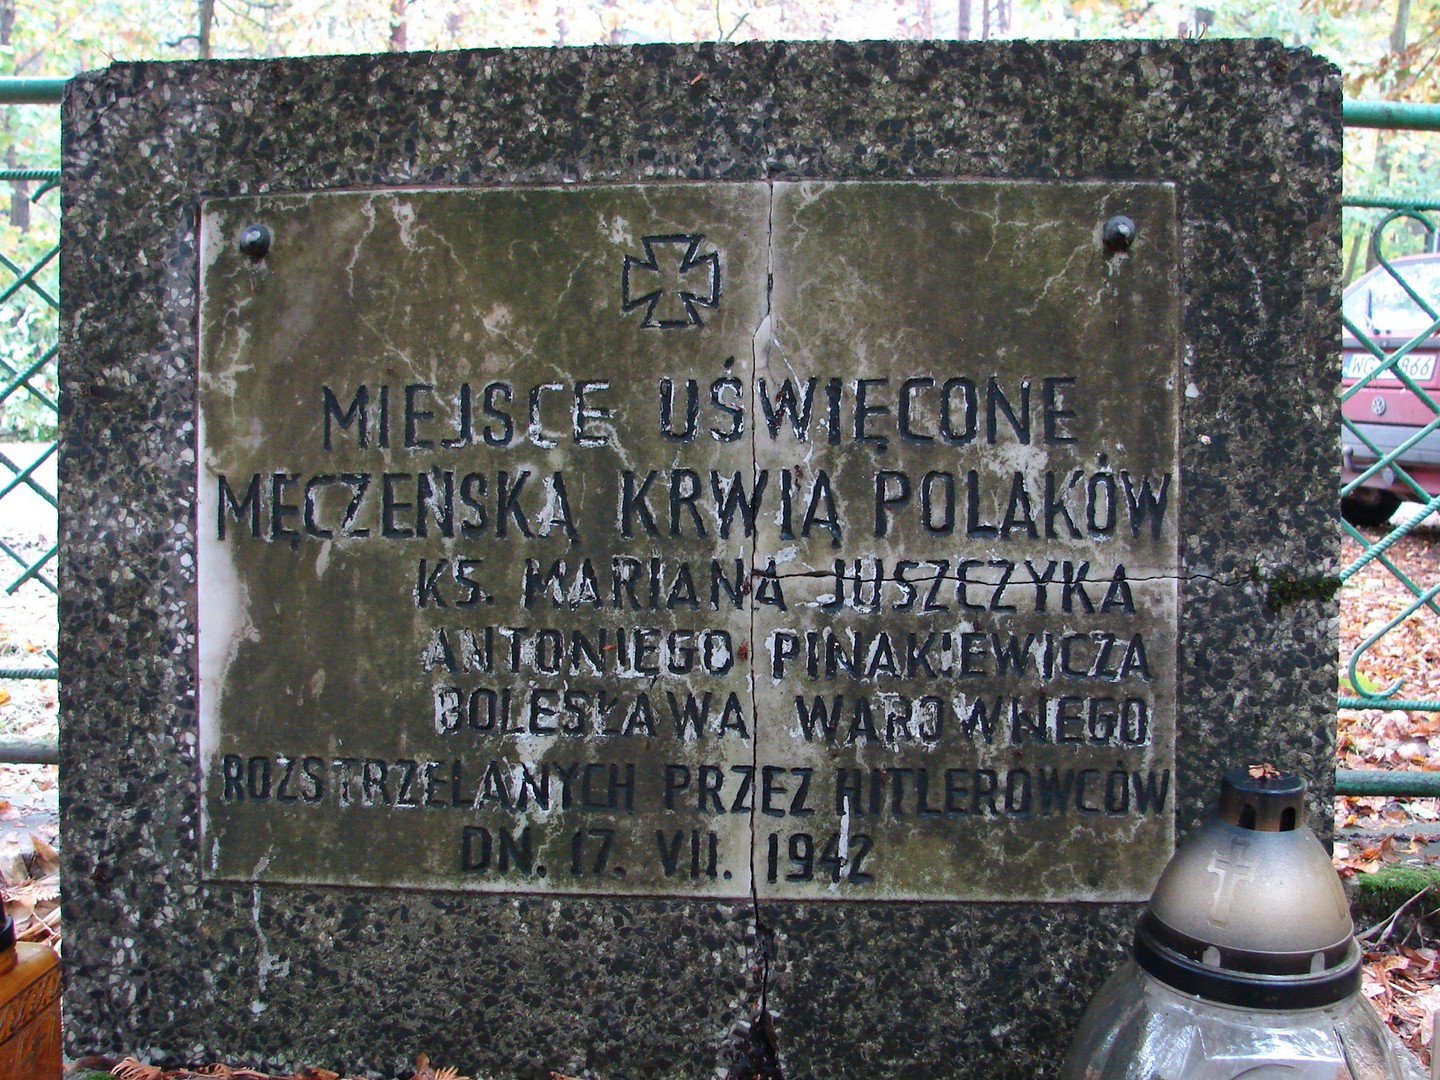 MIEJSCE UŚWIĘCONE
MĘCZEŃSKĄ KRWIĄ POLAKÓW
KS. MARIANA JUSZCZYKA
ANTONIEGO PINAKIEWICZA
BOLESŁAWA WAROWNEGO
ROZSTRZELANYCH PRZEZ HITLEROWCÓW
DN. 17. VII. 1942